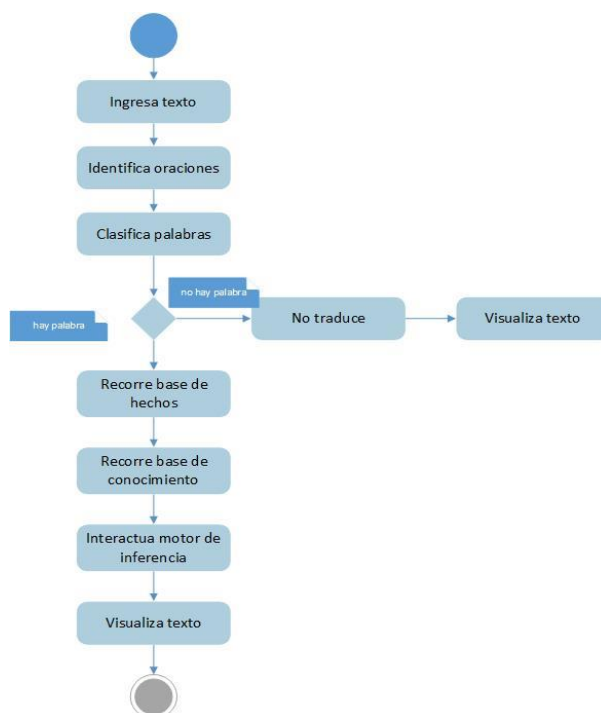 Ingresa texto
Identifica oraciones
Clasifica palabras
no hay palabra
hay palabra
No traduce
Visualiza texto
Recorre base de
hechos
Recorre base de
conocimiento
Interactua motor de
inferencia
Visualiza texto